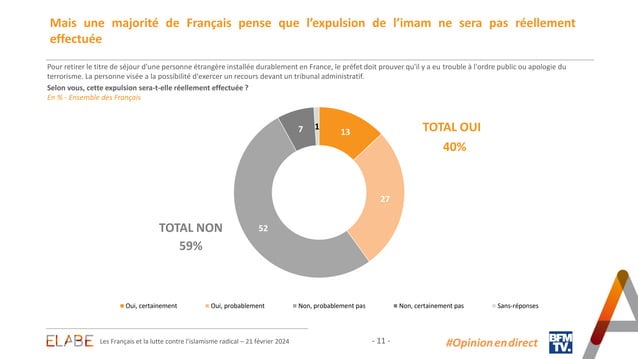 Mais une majorité de Français pense que l'expulsion de l'imam ne sera pas réellement
effectuée
Pour retirer le titre de séjour d'une personne étrangère installée durablement en France, le préfet doit prouver qu'il y a eu trouble à l'ordre public ou apologie du
terrorisme. La personne visée a la possibilité d'exercer un recours devant un tribunal administratif.
Selon vous, cette expulsion sera-t-elle réellement effectuée ?
En % - Ensemble des Français
7
1
13
TOTAL OUI
40%
27
52
TOTAL NON
59%
Oui, certainement
Oui, probablement
Non, probablement pas
Non, certainement pas
Sans-réponses
ELABE
Les Français et la lutte contre l'islamisme radical – 21 février 2024
- 11 -
#Opinion en direct
BFM
TV.